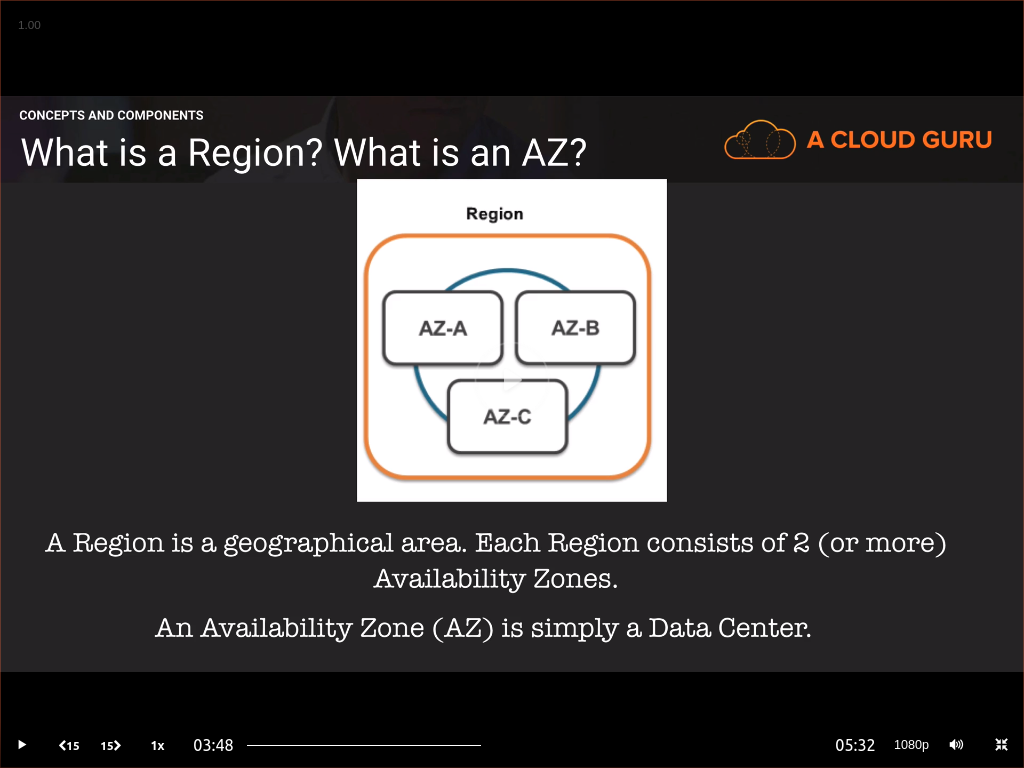 1.00
CONCEPTS AND COMPONENTS
What is a Region? What is an AZ?
A CLOUD GURU
Region
AZ-A
AZ-B
AZ-C
A Region is a geographical area. Each Region consists of 2 (or more)
Availability Zones.
An Availability Zone (AZ) is simply a Data Center.
15
15
1x
03:48
05:32
1080p